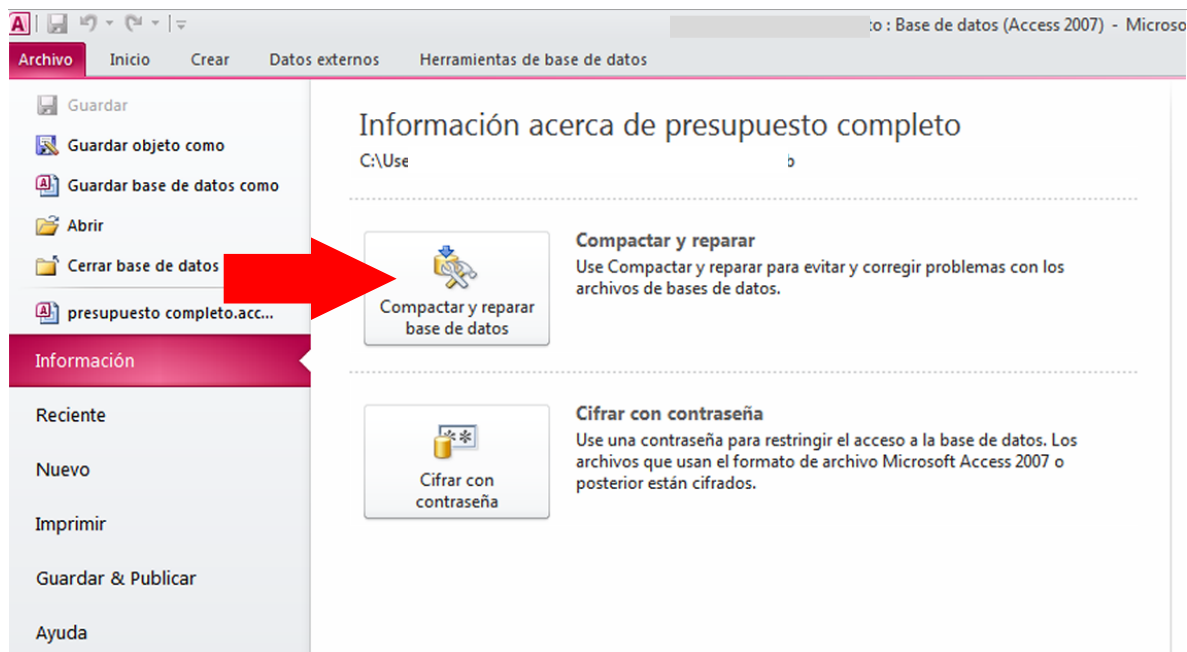 A
:o : Base de datos (Access 2007) - Microso
Archivo Inicio Crear Datos externos Herramientas de base de datos
Guardar
Guardar objeto como
Guardar base de datos como
Abrir
Cerrar base de datos
presupuesto completo.acc...
Información
Reciente
Nuevo
Imprimir
Guardar & Publicar
Ayuda
Información acerca de presupuesto completo
C:\Use
Compactar y reparar
base de datos
Compactar y reparar
Use Compactar y reparar para evitar y corregir problemas con los
archivos de bases de datos.
Cifrar con
contraseña
Cifrar con contraseña
Use una contraseña para restringir el acceso a la base de datos. Los
archivos que usan el formato de archivo Microsoft Access 2007 o
posterior están cifrados.